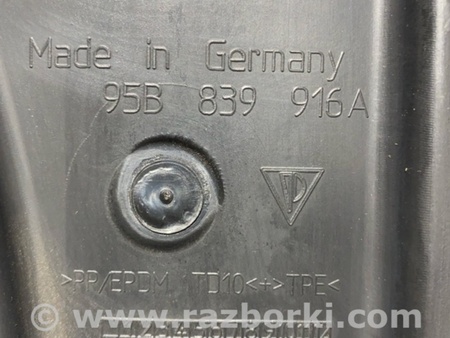 Made in Germany
95B 839 916A
>PP/EPDM TD10<+>TPE<
www.razborki.com